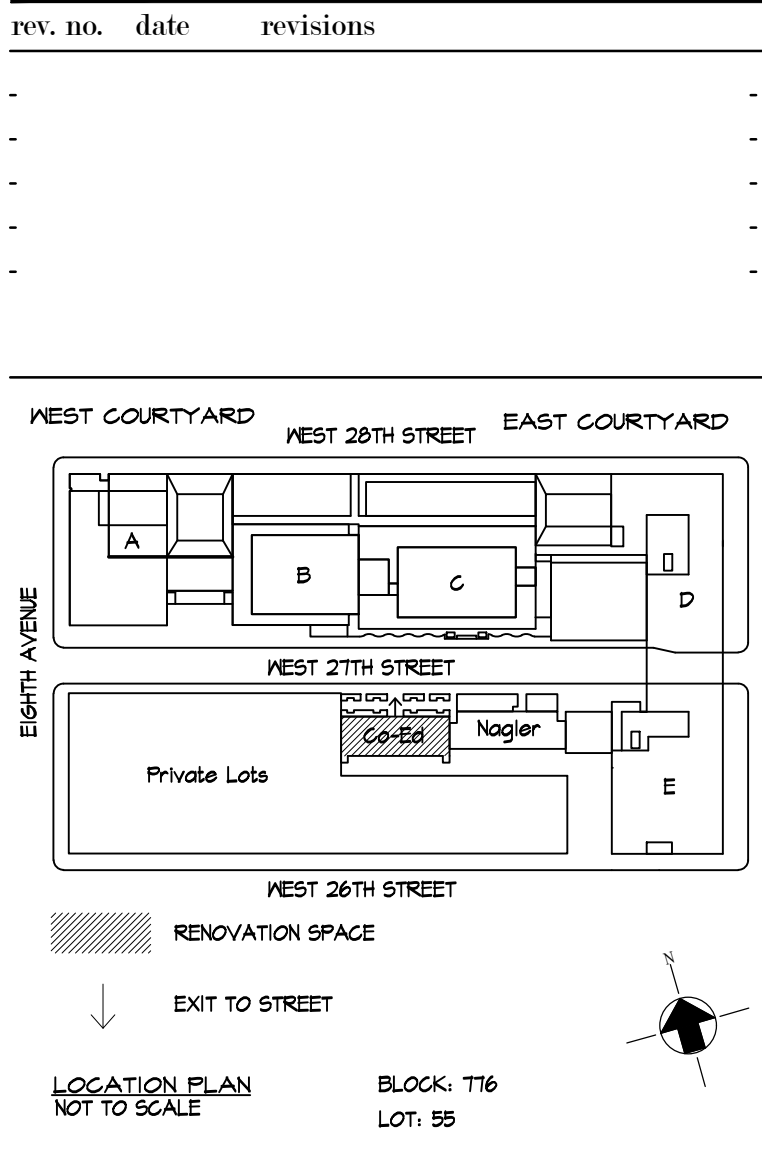 rev. no. date revisions
WEST COURTYARD
EAST COURTYARD
WEST 28TH STREET
A
B
C
D
EIGHTH AVENUE
WEST 27TH STREET
Co-Ed
Nagler
Private Lots
E
WEST 26TH STREET
RENOVATION SPACE
N
EXIT TO STREET
LOCATION PLAN
NOT TO SCALE
BLOCK: 776
LOT: 55